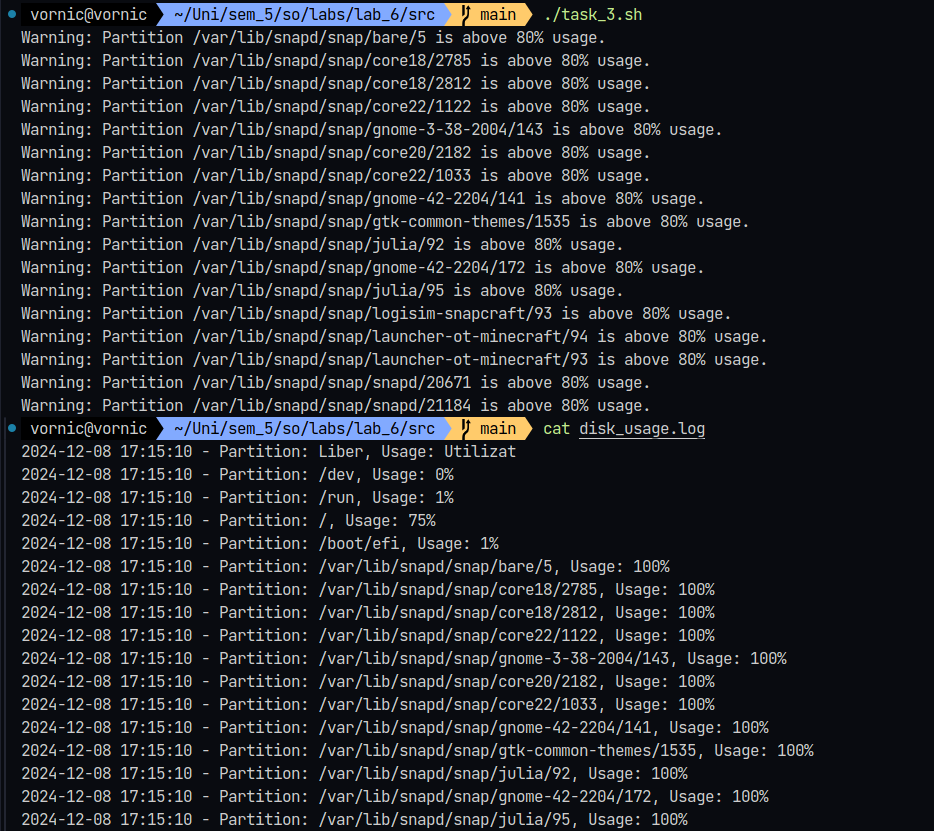 vornic@vornic ~/Uni/sem_5/so/labs/lab_6/src main ./task_3.sh
Warning: Partition /var/lib/snapd/snap/bare/5 is above 80% usage.
Warning: Partition /var/lib/snapd/snap/core18/2785 is above 80% usage.
Warning: Partition /var/lib/snapd/snap/core18/2812 is above 80% usage.
Warning: Partition /var/lib/snapd/snap/core22/1122 is above 80% usage.
Warning: Partition /var/lib/snapd/snap/gnome-3-38-2004/143 is above 80% usage.
Warning: Partition /var/lib/snapd/snap/core20/2182 is above 80% usage.
Warning: Partition /var/lib/snapd/snap/core22/1033 is above 80% usage.
Warning: Partition /var/lib/snapd/snap/gnome-42-2204/141 is above 80% usage.
Warning: Partition /var/lib/snapd/snap/gtk-common-themes/1535 is above 80% usage.
Warning: Partition /var/lib/snapd/snap/julia/92 is above 80% usage.
Warning: Partition /var/lib/snapd/snap/gnome-42-2204/172 is above 80% usage.
Warning: Partition /var/lib/snapd/snap/julia/95 is above 80% usage.
Warning: Partition /var/lib/snapd/snap/logisim-snapcraft/93 is above 80% usage.
Warning: Partition /var/lib/snapd/snap/launcher-ot-minecraft/94 is above 80% usage.
Warning: Partition /var/lib/snapd/snap/launcher-ot-minecraft/93 is above 80% usage.
Warning: Partition /var/lib/snapd/snap/snapd/20671 is above 80% usage.
Warning: Partition /var/lib/snapd/snap/snapd/21184 is above 80% usage.
vornic@vornic ~/Uni/sem_5/so/labs/lab_6/src main cat disk_usage.log
2024-12-08 17:15:10 - Partition: Liber, Usage: Utilizat
2024-12-08 17:15:10 - Partition: /dev, Usage: 0%
2024-12-08 17:15:10 - Partition: /run, Usage: 1%
2024-12-08 17:15:10 - Partition: /, Usage: 75%
2024-12-08 17:15:10 - Partition: /boot/efi, Usage: 1%
2024-12-08 17:15:10 - Partition: /var/lib/snapd/snap/bare/5, Usage: 100%
2024-12-08 17:15:10 - Partition: /var/lib/snapd/snap/core18/2785, Usage: 100%
2024-12-08 17:15:10 - Partition: /var/lib/snapd/snap/core18/2812, Usage: 100%
2024-12-08 17:15:10 - Partition: /var/lib/snapd/snap/core22/1122, Usage: 100%
2024-12-08 17:15:10 - Partition: /var/lib/snapd/snap/gnome-3-38-2004/143, Usage: 100%
2024-12-08 17:15:10 - Partition: /var/lib/snapd/snap/core20/2182, Usage: 100%
2024-12-08 17:15:10 - Partition: /var/lib/snapd/snap/core22/1033, Usage: 100%
2024-12-08 17:15:10 - Partition: /var/lib/snapd/snap/gnome-42-2204/141, Usage: 100%
2024-12-08 17:15:10 - Partition: /var/lib/snapd/snap/gtk-common-themes/1535, Usage: 100%
2024-12-08 17:15:10 - Partition: /var/lib/snapd/snap/julia/92, Usage: 100%
2024-12-08 17:15:10 - Partition: /var/lib/snapd/snap/gnome-42-2204/172, Usage: 100%
2024-12-08 17:15:10 - Partition: /var/lib/snapd/snap/julia/95, Usage: 100%